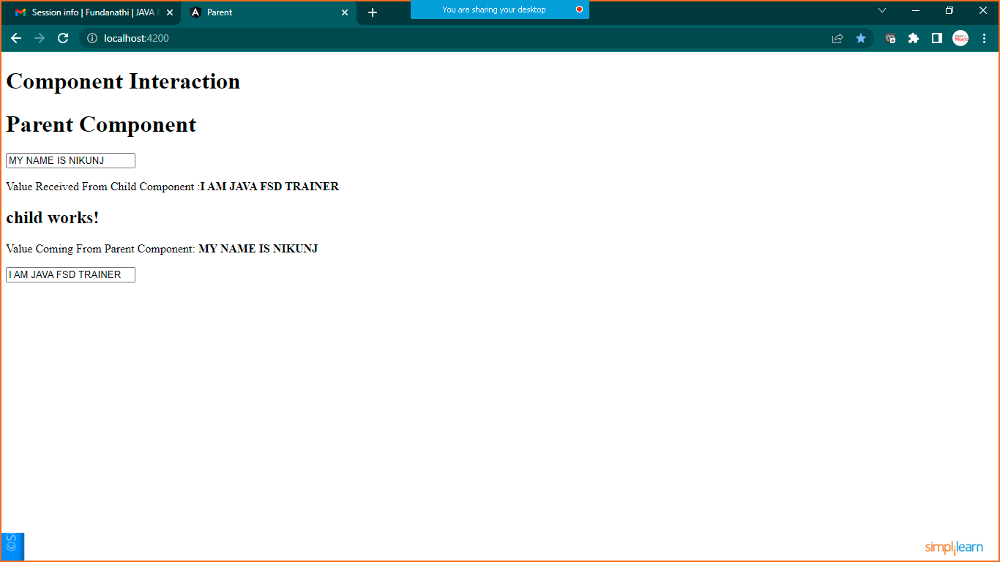 Session info | Fundanathi | JAVA F
Parent
You are sharing your desktop
localhost:4200
Component Interaction
Parent Component
MY NAME IS NIKUNJ
Value Received From Child Component :I AM JAVA FSD TRAINER
child works!
Value Coming From Parent Component: MY NAME IS NIKUNJ
I AM JAVA FSD TRAINER
©S
simplilearn